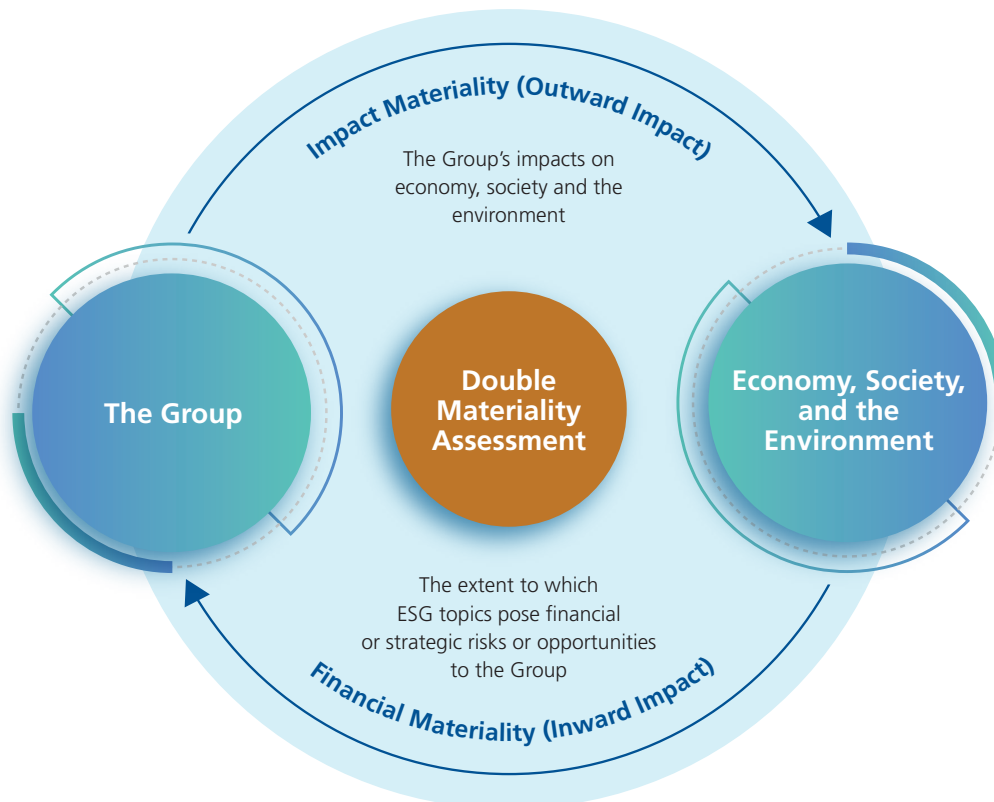 Impact Materiality (Outward Impact)
The Group’s impacts on
economy, society and the
environment
The Group
Double
Materiality
Assessment
Economy, Society,
and the
Environment
The extent to which
ESG topics pose financial
or strategic risks or opportunities
to the Group
Financial Materiality (Inward Impact)